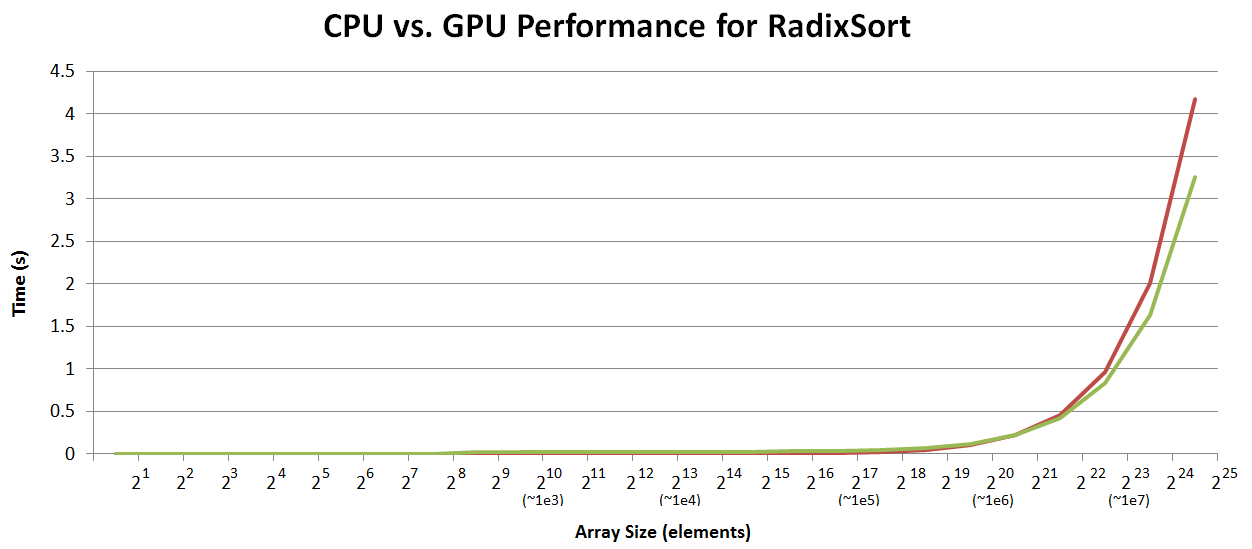 CPU vs. GPU Performance for RadixSort
4.5
4
3.5
3
2.5
2
1.5
1
0.5
0
Time (s)
2^1 2^2 2^3 2^4 2^5 2^6 2^7 2^8 2^9 2^10 2^11 2^12 2^13 2^14 2^15 2^16 2^17 2^18 2^19 2^20 2^21 2^22 2^23 2^24 2^25
(~1e3) (~1e4) (~1e5) (~1e6) (~1e7)
Array Size (elements)